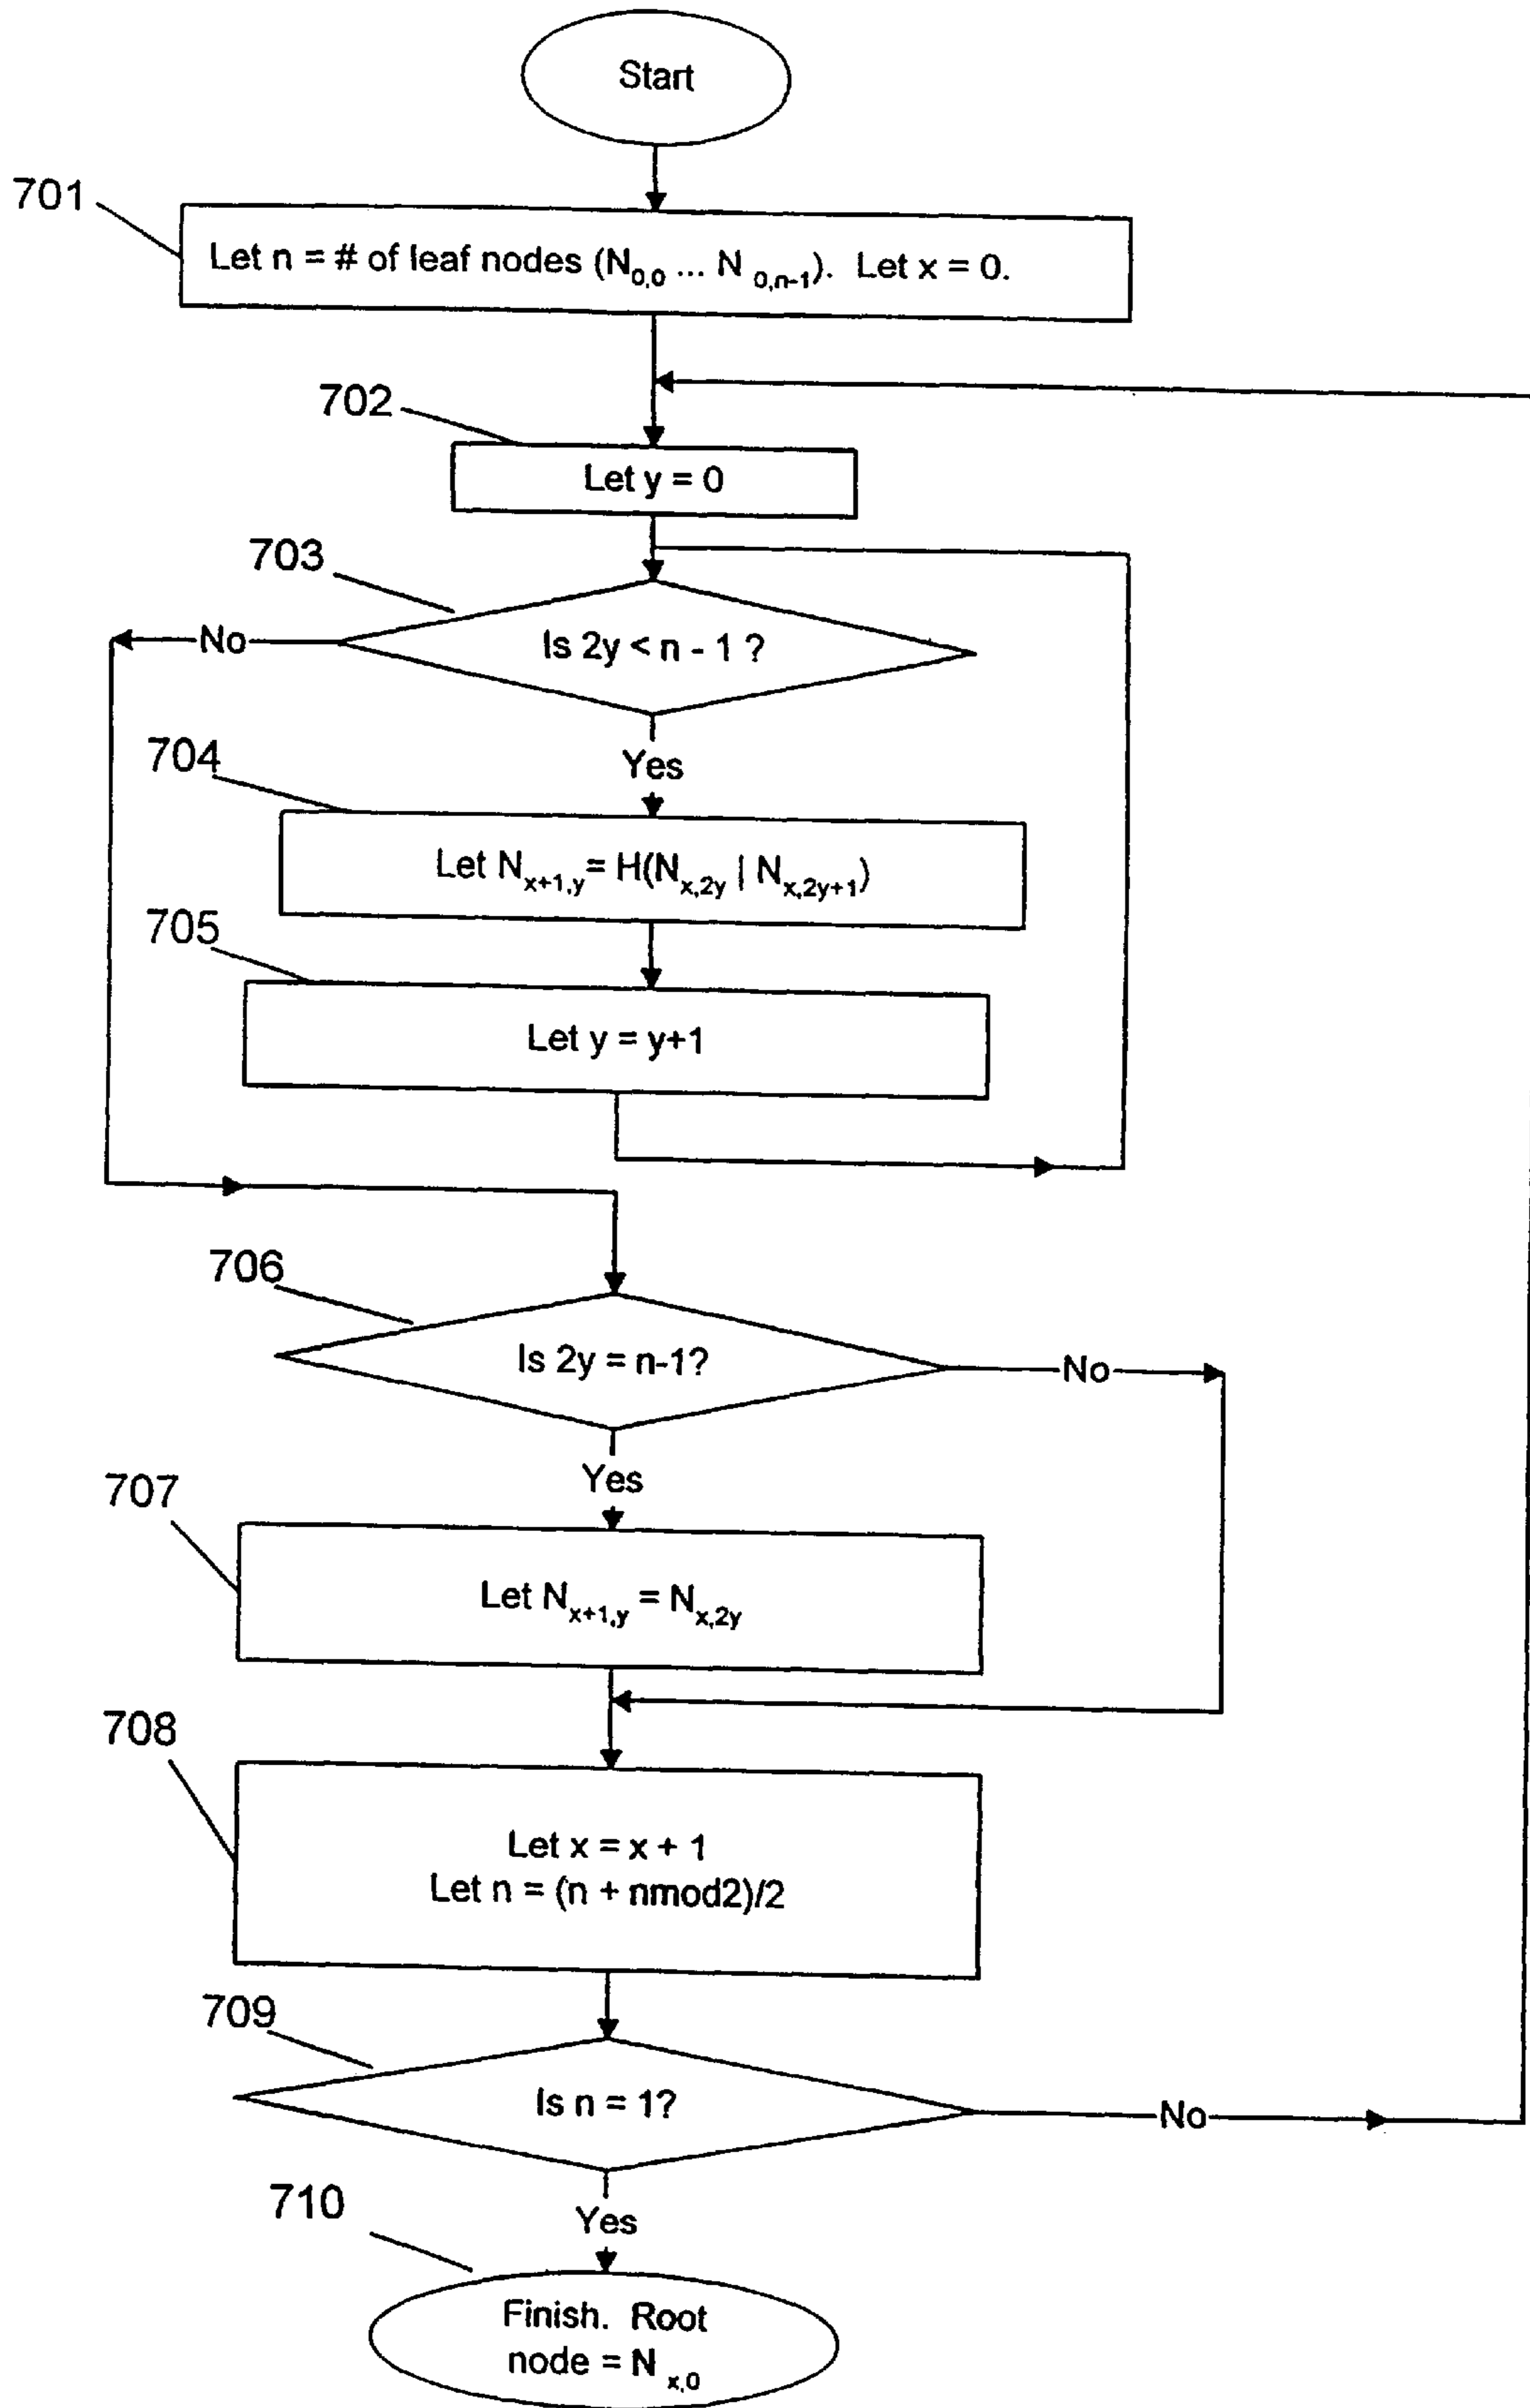 Start
701
Let n = # of leaf nodes (N0,0 ... N 0,n-1). Let x = 0.
702
Let y = 0
703
No
Is 2y < n - 1 ?
Yes
704
Let Nx+1,y = H(Nx,2y | Nx,2y+1)
705
Let y = y+1
706
Is 2y = n-1?
No
Yes
707
Let Nx+1,y = Nx,2y
708
Let x = x + 1
Let n = (n + nmod2)/2
709
Is n = 1?
No
710
Yes
Finish. Root
node = N x,0